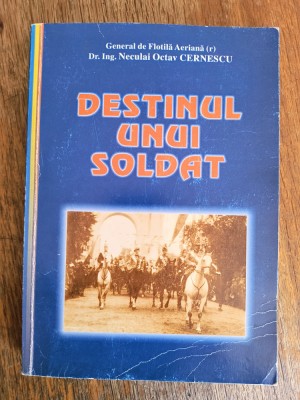 General de Flotilă Aeriană (r)
Dr. Ing. Neculai Octav CERNESCU
DESTINUL
UNUI
SOLDAT